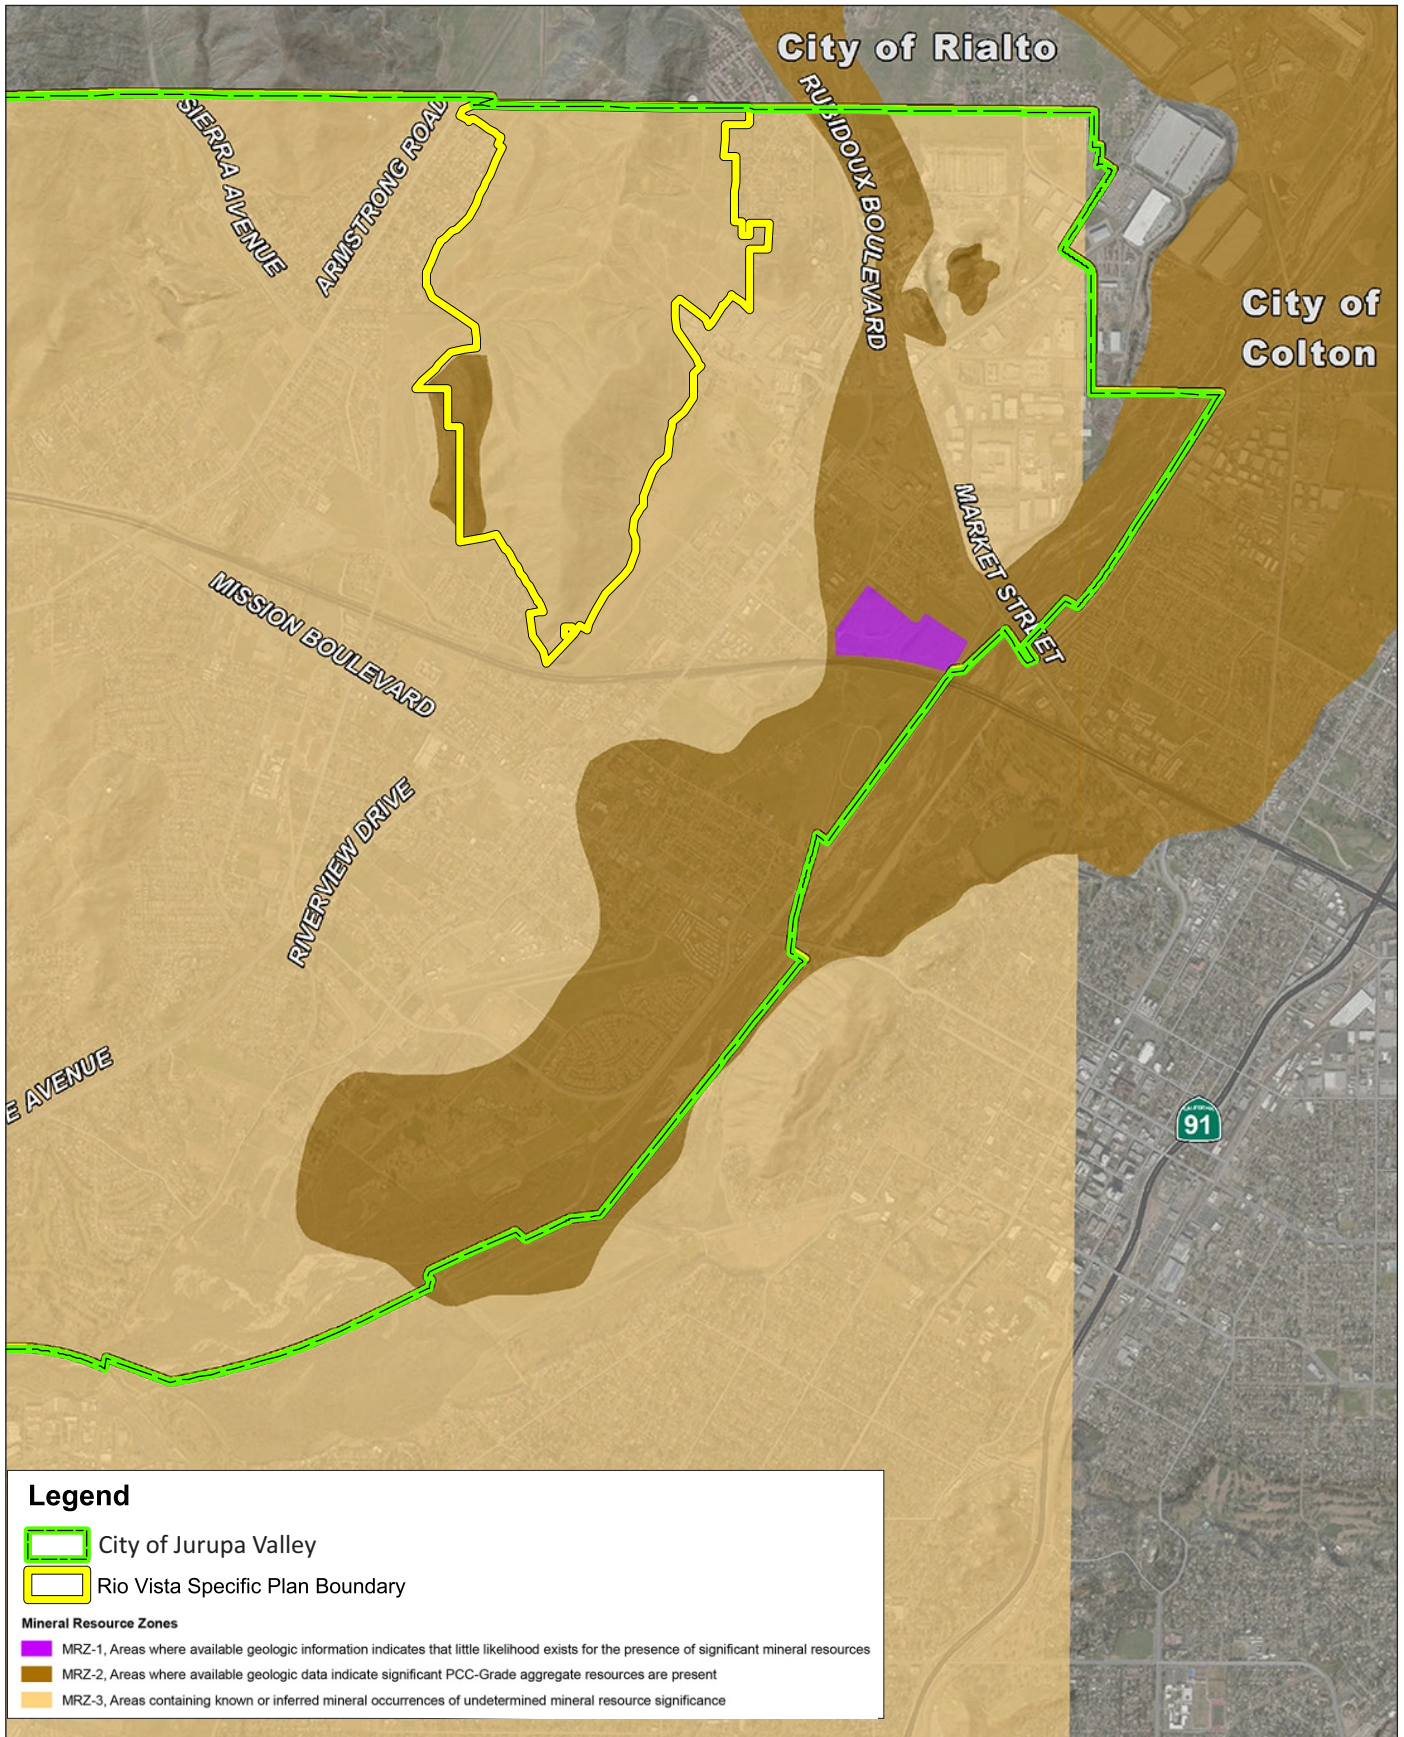 City of Rialto
SIERRA AVENUE
ARMSTRONG ROAD
RUBIDOUX BOULEVARD
City of
Colton
MARKET STREET
MISSION BOULEVARD
RIVERVIEW DRIVE
E AVENUE
CALIFORNIA
91
Legend
City of Jurupa Valley
Rio Vista Specific Plan Boundary
Mineral Resource Zones
MRZ-1, Areas where available geologic information indicates that little likelihood exists for the presence of significant mineral resources
MRZ-2, Areas where available geologic data indicate significant PCC-Grade aggregate resources are present
MRZ-3, Areas containing known or inferred mineral occurrences of undetermined mineral resource significance